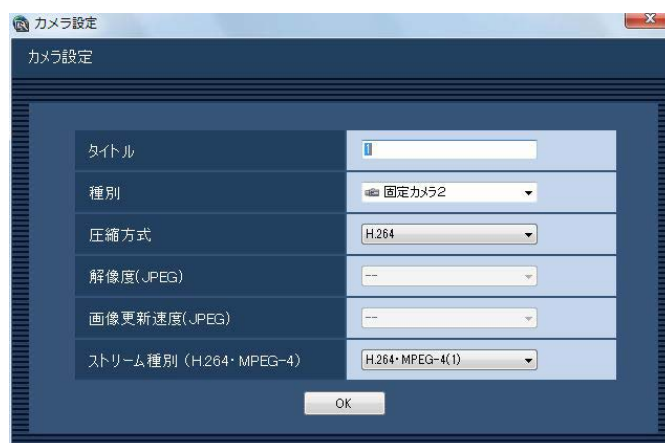 カメラ設定
カメラ設定
タイトル 1
種別 固定カメラ2
圧縮方式 H.264
解像度(JPEG) --
画像更新速度(JPEG) --
ストリーム種別 (H.264・MPEG-4) H.264・MPEG-4(1)
OK